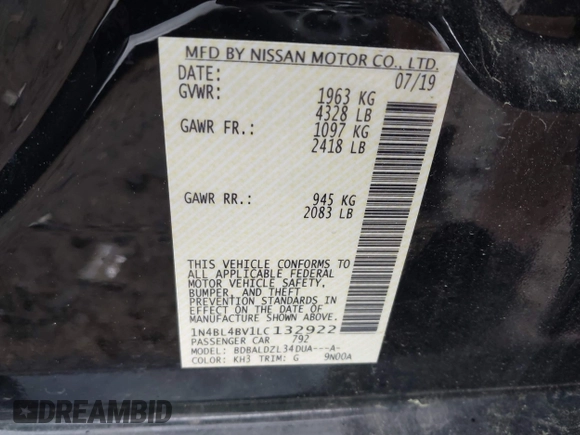 MFD BY NISSAN MOTOR CO., LTD.
DATE: 07/19
GVWR: 1963 KG
4328 LB
GAWR FR.: 1097 KG
2418 LB
GAWR RR.: 945 KG
2083 LB
THIS VEHICLE CONFORMS TO
ALL APPLICABLE FEDERAL
MOTOR VEHICLE SAFETY,
BUMPER, AND THEFT
PREVENTION STANDARDS IN
EFFECT ON THE DATE OF
MANUFACTURE SHOWN ABOVE.
1N4BL4BV1LC132922
PASSENGER CAR 792
MODEL: BDBALDZL34DUA---A-
COLOR: KH3 TRIM: G 9N00A
DREAMBID